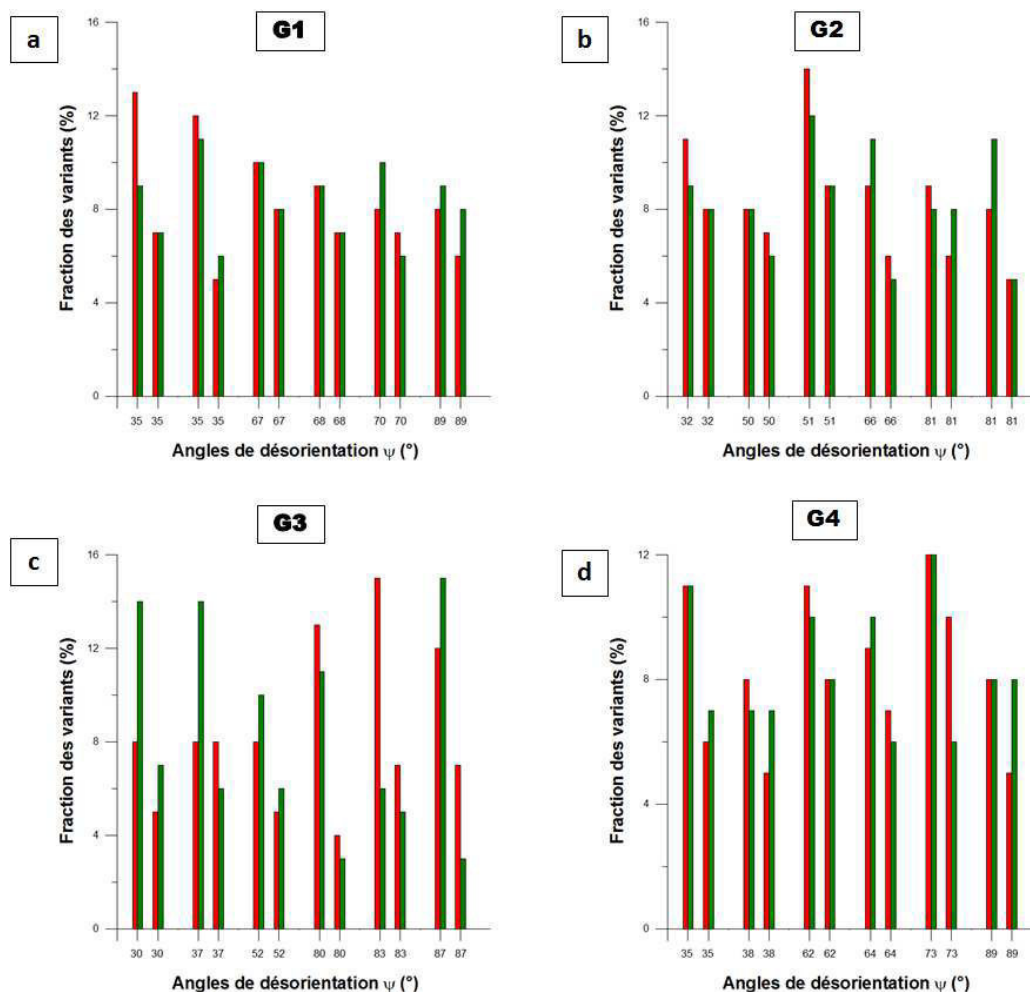 a
G1
16
12
8
4
0
Fraction des variants (%)
35 35 35 35 67 67 68 68 70 70 89 89
Angles de désorientation ψ (°)
b
G2
16
12
8
4
0
Fraction des variants (%)
32 32 50 50 51 51 66 66 81 81 81 81
Angles de désorientation ψ (°)
c
G3
16
12
8
4
0
Fraction des variants (%)
30 30 37 37 52 52 80 80 83 83 87 87
Angles de désorientation ψ (°)
d
G4
12
8
4
0
Fraction des variants (%)
35 35 38 38 62 62 64 64 73 73 89 89
Angles de désorientation ψ (°)